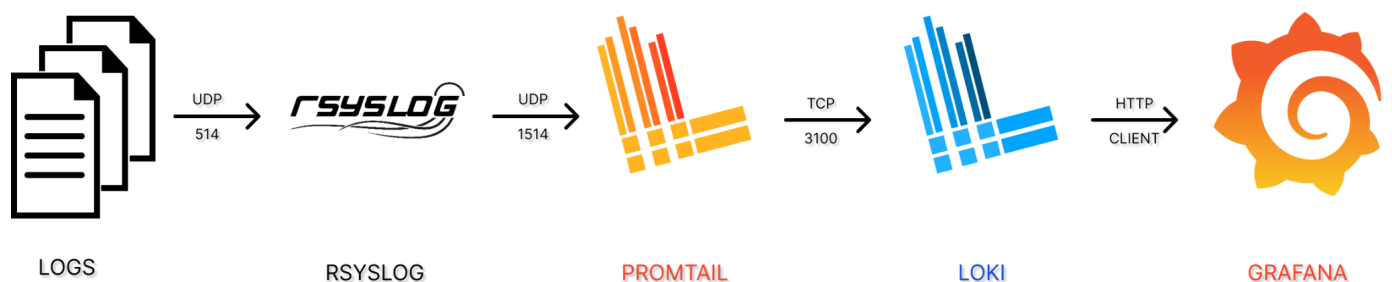 UDP
514
rsyslog
UDP
1514
TCP
3100
HTTP
CLIENT
LOGS
RSYSLOG
PROMTAIL
LOKI
GRAFANA